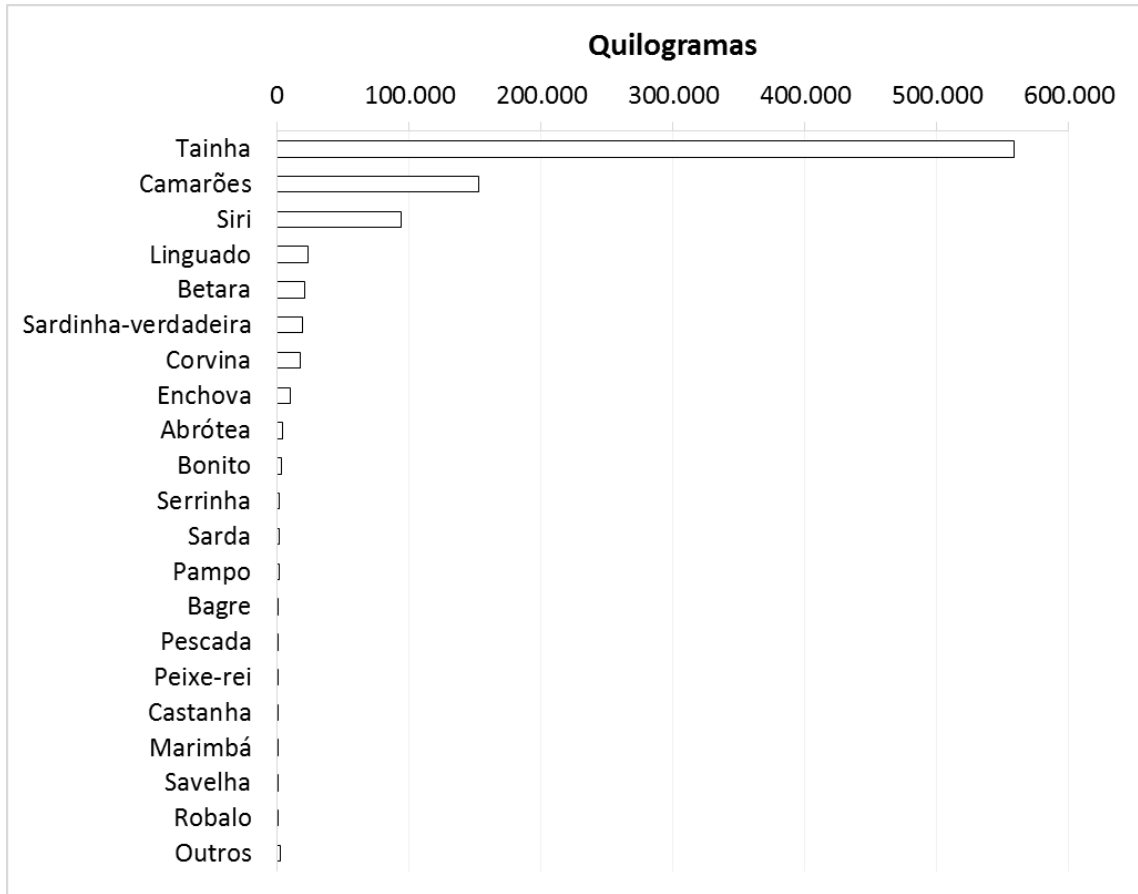 Quilogramas
0 100.000 200.000 300.000 400.000 500.000 600.000
Tainha
Camarões
Siri
Linguado
Betara
Sardinha-verdadeira
Corvina
Enchova
Abrótea
Bonito
Serrinha
Sarda
Pampo
Bagre
Pescada
Peixe-rei
Castanha
Marimbá
Savelha
Robalo
Outros